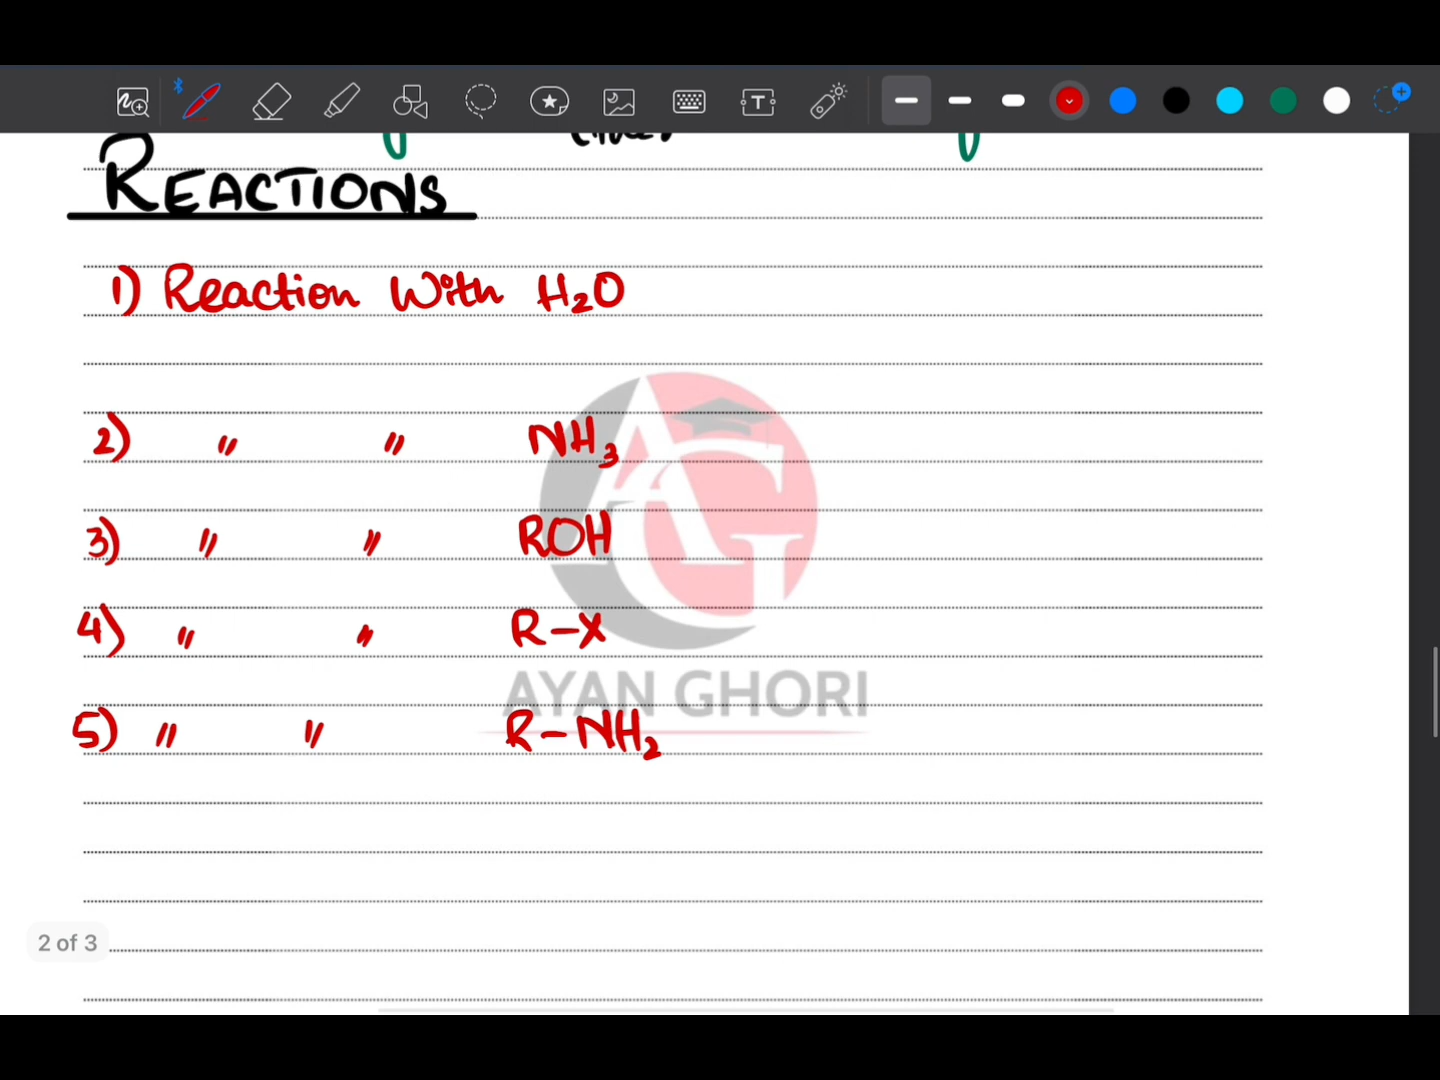 REACTIONS
1) Reaction With H₂O
2) " " NH₃
3) " " ROH
4) " " R-X
AYAN GHORI
5) " " R-NH₂
2 of 3